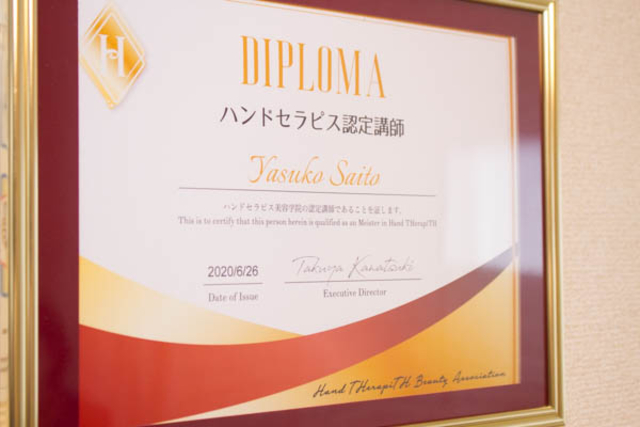 H
DIPLOMA
ハンドセラピス認定講師
Yasuko Saito
ハンドセラピス美容学院の認定講師であることを証します。
This is to certify that this person herein is qualified as an Meister in Hand THerapiTH
2020/6/26
Takuya Kanatsuki
Date of Issue
Executive Director
Hand THerapiTH Beauty Association